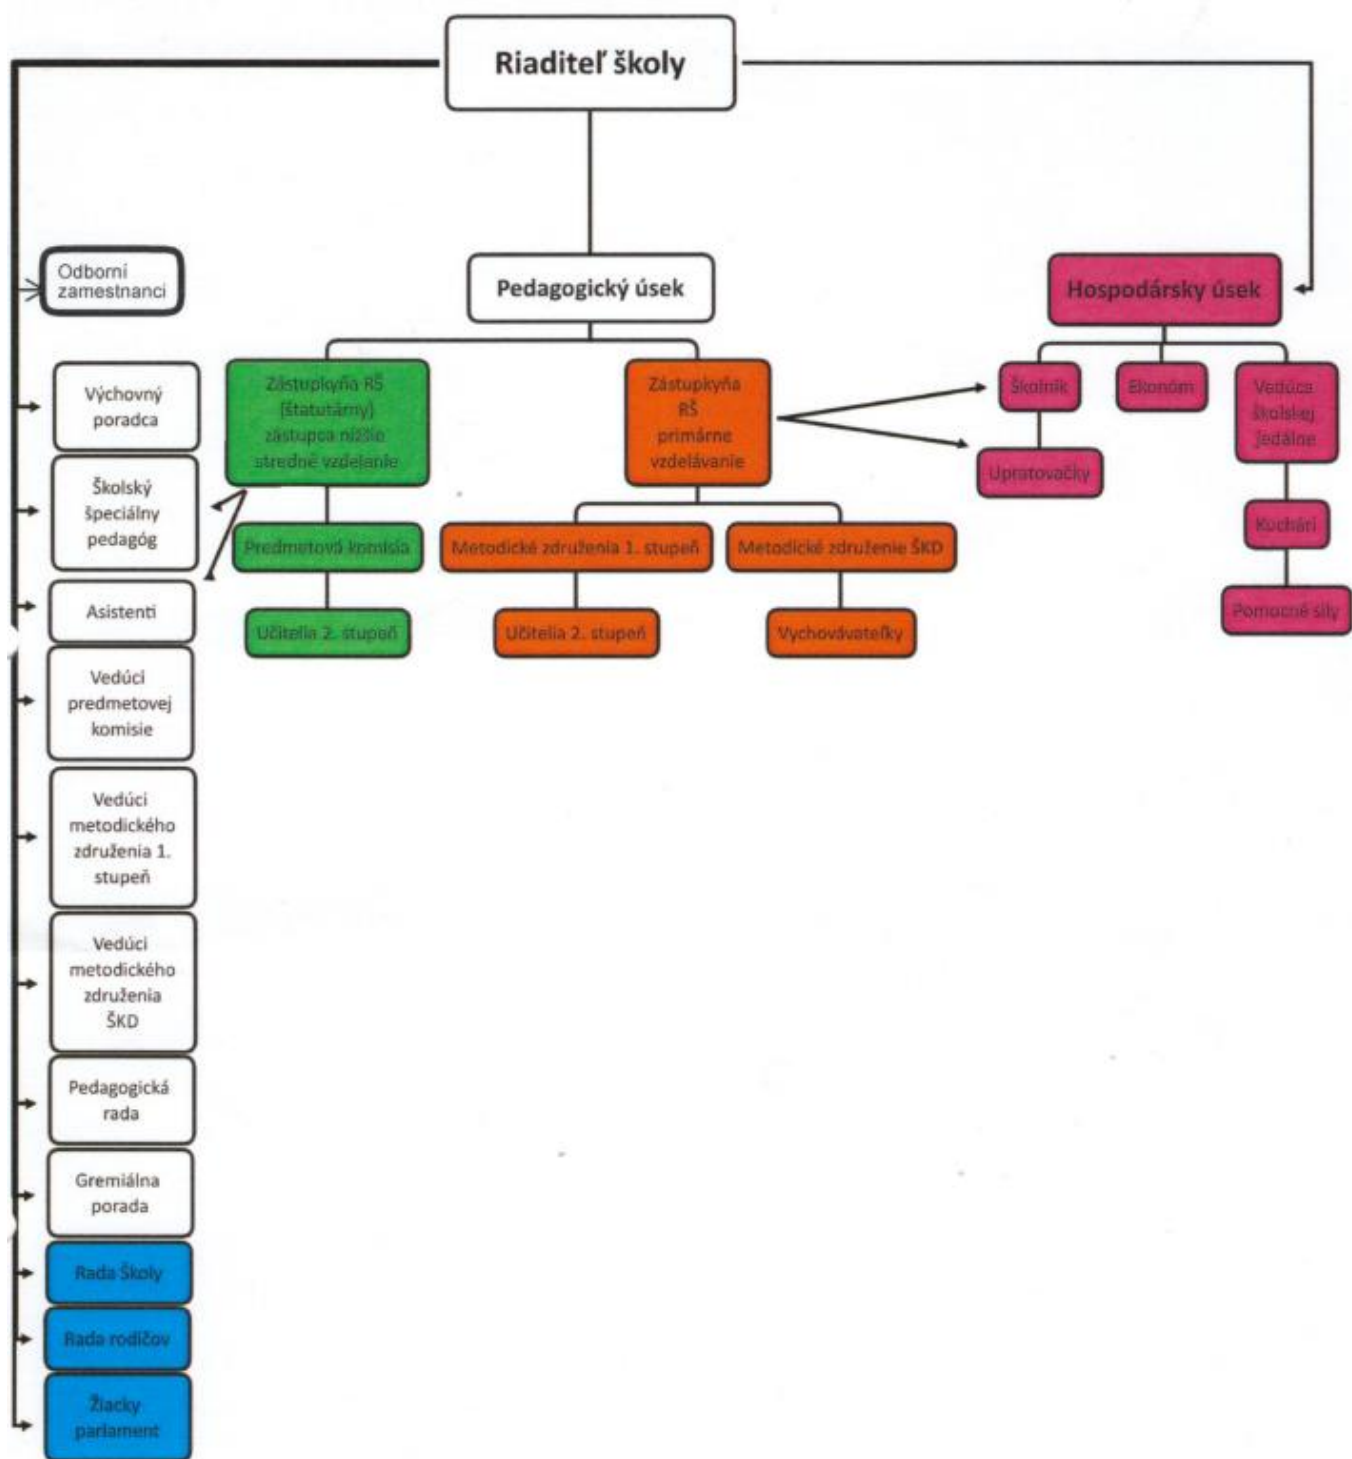 Riaditeľ školy
Odborní
zamestnanci
Pedagogický úsek
Hospodársky úsek
Výchovný
poradca
Školský
špeciálny
pedagóg
Asistenti
Vedúci
predmetovej
komisie
Vedúci
metodického
združenia 1.
stupeň
Vedúci
metodického
združenia
ŠKD
Pedagogická
rada
Gremiálna
porada
Rada Školy
Rada rodičov
Žiacky
parlament
Zástupkyňa RŠ
(štatutárny)
zástupca nižšie
stredné vzdelanie
Predmetová komisia
Učitelia 2. stupeň
Zástupkyňa
RŠ
primárne
vzdelávanie
Metodické združenia 1. stupeň
Učitelia 2. stupeň
Metodické združenie ŠKD
Vychovávateľky
Školník
Upratovačky
Ekonóm
Vedúca
školskej
jedálne
Kuchári
Pomocné sily